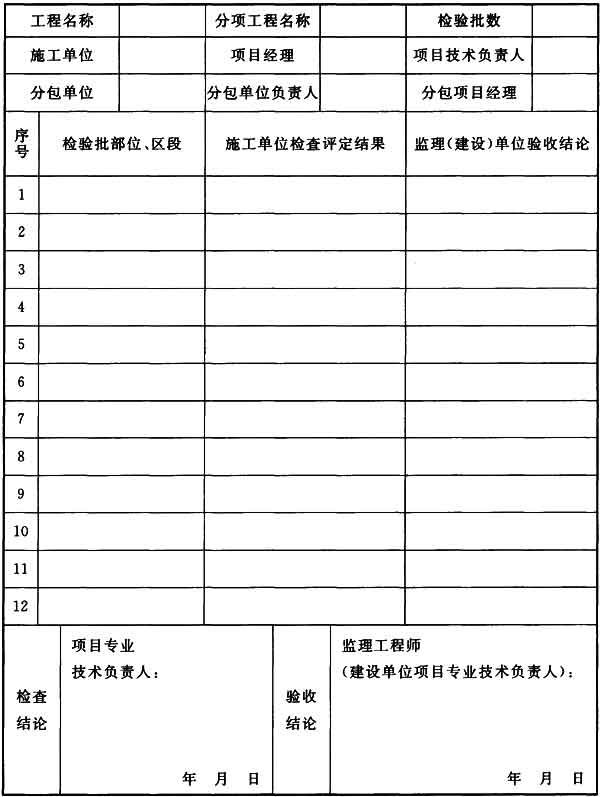 工程名称 分项工程名称 检验批数
施工单位 项目经理 项目技术负责人
分包单位 分包单位负责人 分包项目经理
序号 检验批部位、区段 施工单位检查评定结果 监理(建设)单位验收结论
1
2
3
4
5
6
7
8
9
10
11
12
检查
结论
项目专业
技术负责人:
年 月 日
验收
结论
监理工程师
(建设单位项目专业技术负责人):
年 月 日